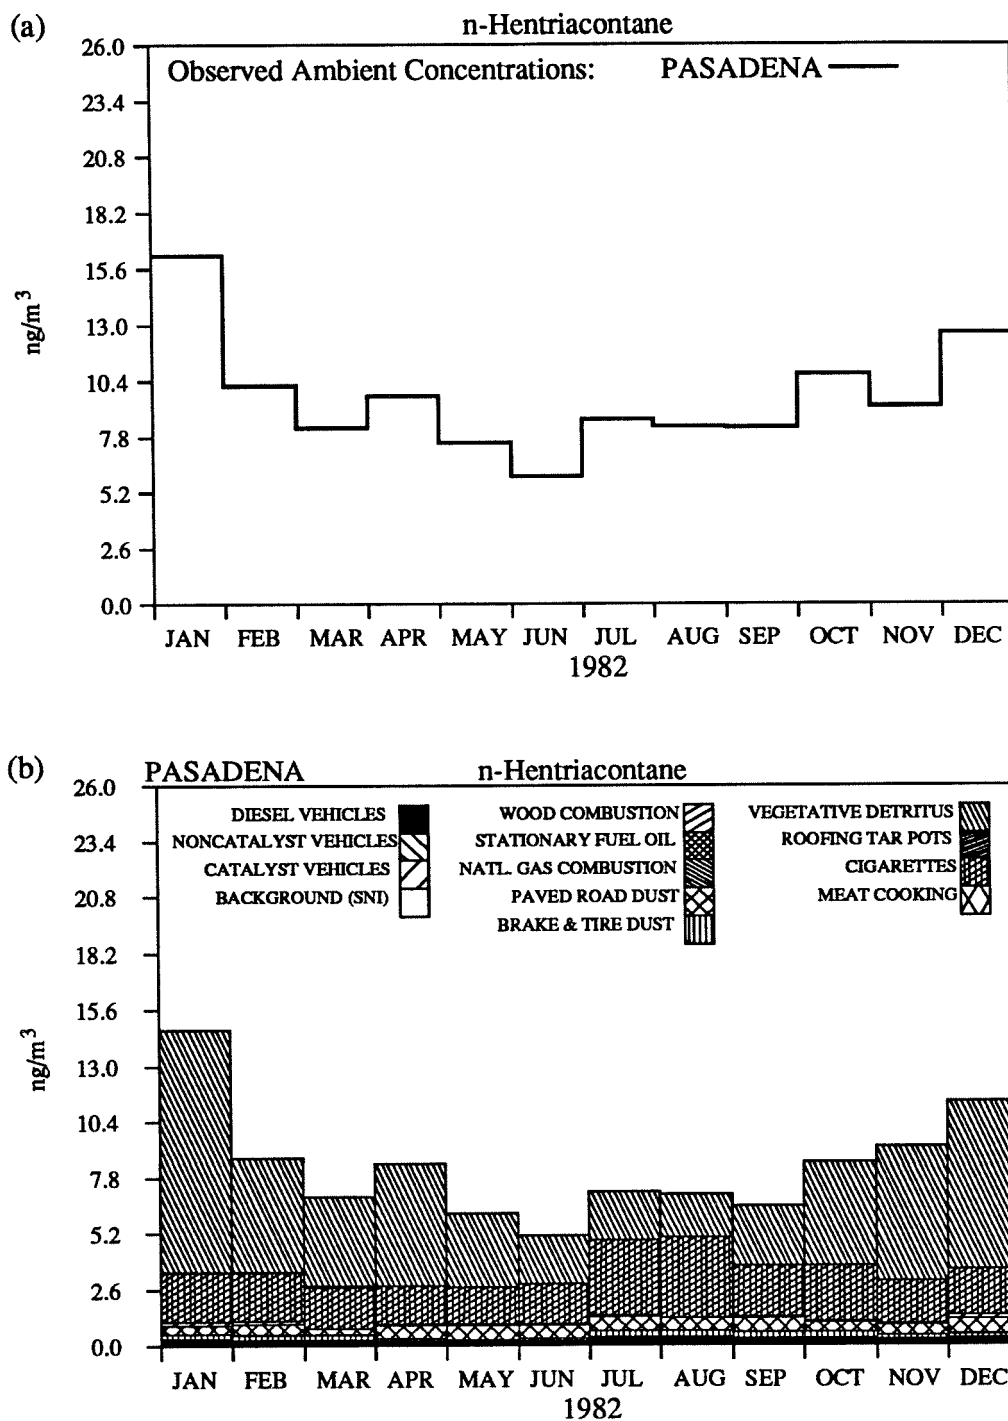 (a)
n-Hentriacontane
26.0
Observed Ambient Concentrations: PASADENA
23.4
20.8
18.2
15.6
13.0
10.4
7.8
5.2
2.6
0.0
ng/m³
JAN FEB MAR APR MAY JUN JUL AUG SEP OCT NOV DEC
1982
(b)
PASADENA n-Hentriacontane
26.0
DIESEL VEHICLES WOOD COMBUSTION VEGETATIVE DETRITUS
NONCATALYST VEHICLES STATIONARY FUEL OIL ROOFING TAR POTS
CATALYST VEHICLES NATL. GAS COMBUSTION CIGARETTES
BACKGROUND (SNI) PAVED ROAD DUST MEAT COOKING
BRAKE & TIRE DUST
23.4
20.8
18.2
15.6
13.0
10.4
7.8
5.2
2.6
0.0
ng/m³
JAN FEB MAR APR MAY JUN JUL AUG SEP OCT NOV DEC
1982